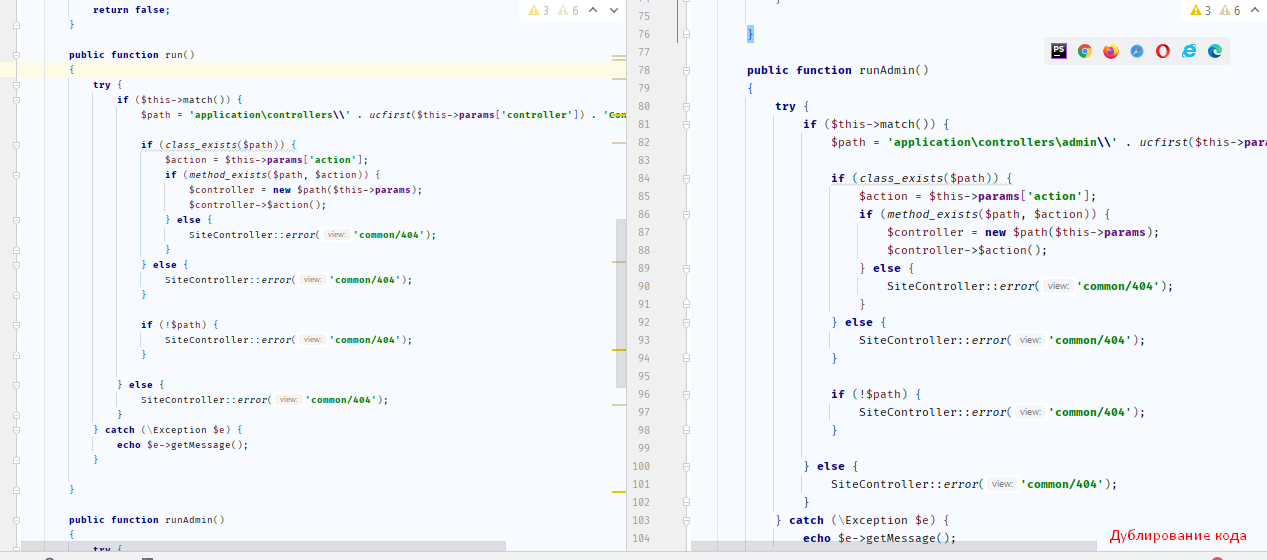 return false;
}
public function run()
{
try {
if ($this->match()) {
$path = 'application\controllers\\' . ucfirst($this->params['controller']) . 'Con
if (class_exists($path)) {
$action = $this->params['action'];
if (method_exists($path, $action)) {
$controller = new $path($this->params);
$controller->$action();
} else {
SiteController::error( view: 'common/404');
}
} else {
SiteController::error( view: 'common/404');
}
if (!$path) {
SiteController::error( view: 'common/404');
}
} else {
SiteController::error( view: 'common/404');
}
} catch (\Exception $e) {
echo $e->getMessage();
}
}
public function runAdmin()
{
try {
3 6
75
76 }
77
78 public function runAdmin()
79 {
80 try {
81 if ($this->match()) {
82 $path = 'application\controllers\admin\\' . ucfirst($this->para
83
84 if (class_exists($path)) {
85 $action = $this->params['action'];
86 if (method_exists($path, $action)) {
87 $controller = new $path($this->params);
88 $controller->$action();
89 } else {
90 SiteController::error( view: 'common/404');
91 }
92 } else {
93 SiteController::error( view: 'common/404');
94 }
95
96 if (!$path) {
97 SiteController::error( view: 'common/404');
98 }
99
100 } else {
101 SiteController::error( view: 'common/404');
102 }
103 } catch (\Exception $e) {
104 echo $e->getMessage();
3 6
PS
Дублирование кода